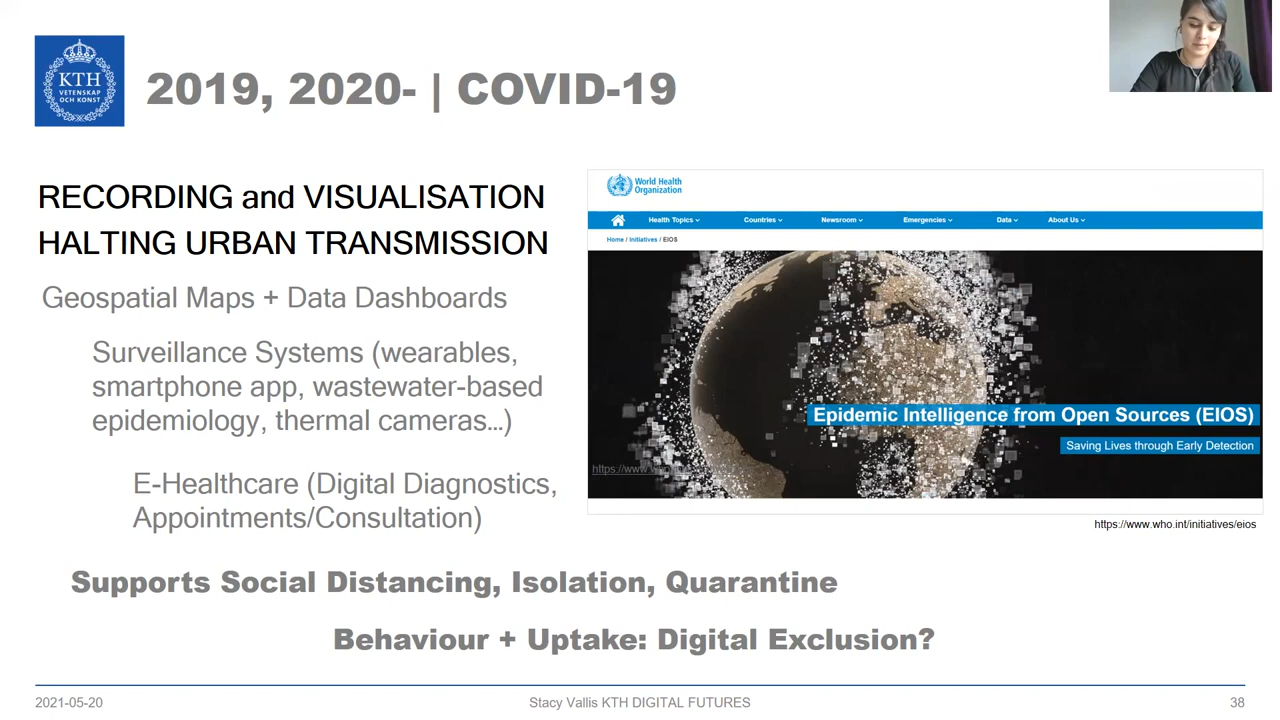 KTH
VETENSKAP
OCH KONST
2019, 2020- | COVID-19
RECORDING and VISUALISATION
HALTING URBAN TRANSMISSION
Geospatial Maps + Data Dashboards
Surveillance Systems (wearables,
smartphone app, wastewater-based
epidemiology, thermal cameras…)
E-Healthcare (Digital Diagnostics,
Appointments/Consultation)
World Health
Organization
Health Topics Countries Newsroom Emergencies Data About Us
Home / Initiatives / EIOS
Epidemic Intelligence from Open Sources (EIOS)
Saving Lives through Early Detection
https://www.who.int/initiatives/eios
Supports Social Distancing, Isolation, Quarantine
Behaviour + Uptake: Digital Exclusion?
2021-05-20 Stacy Vallis KTH DIGITAL FUTURES 38